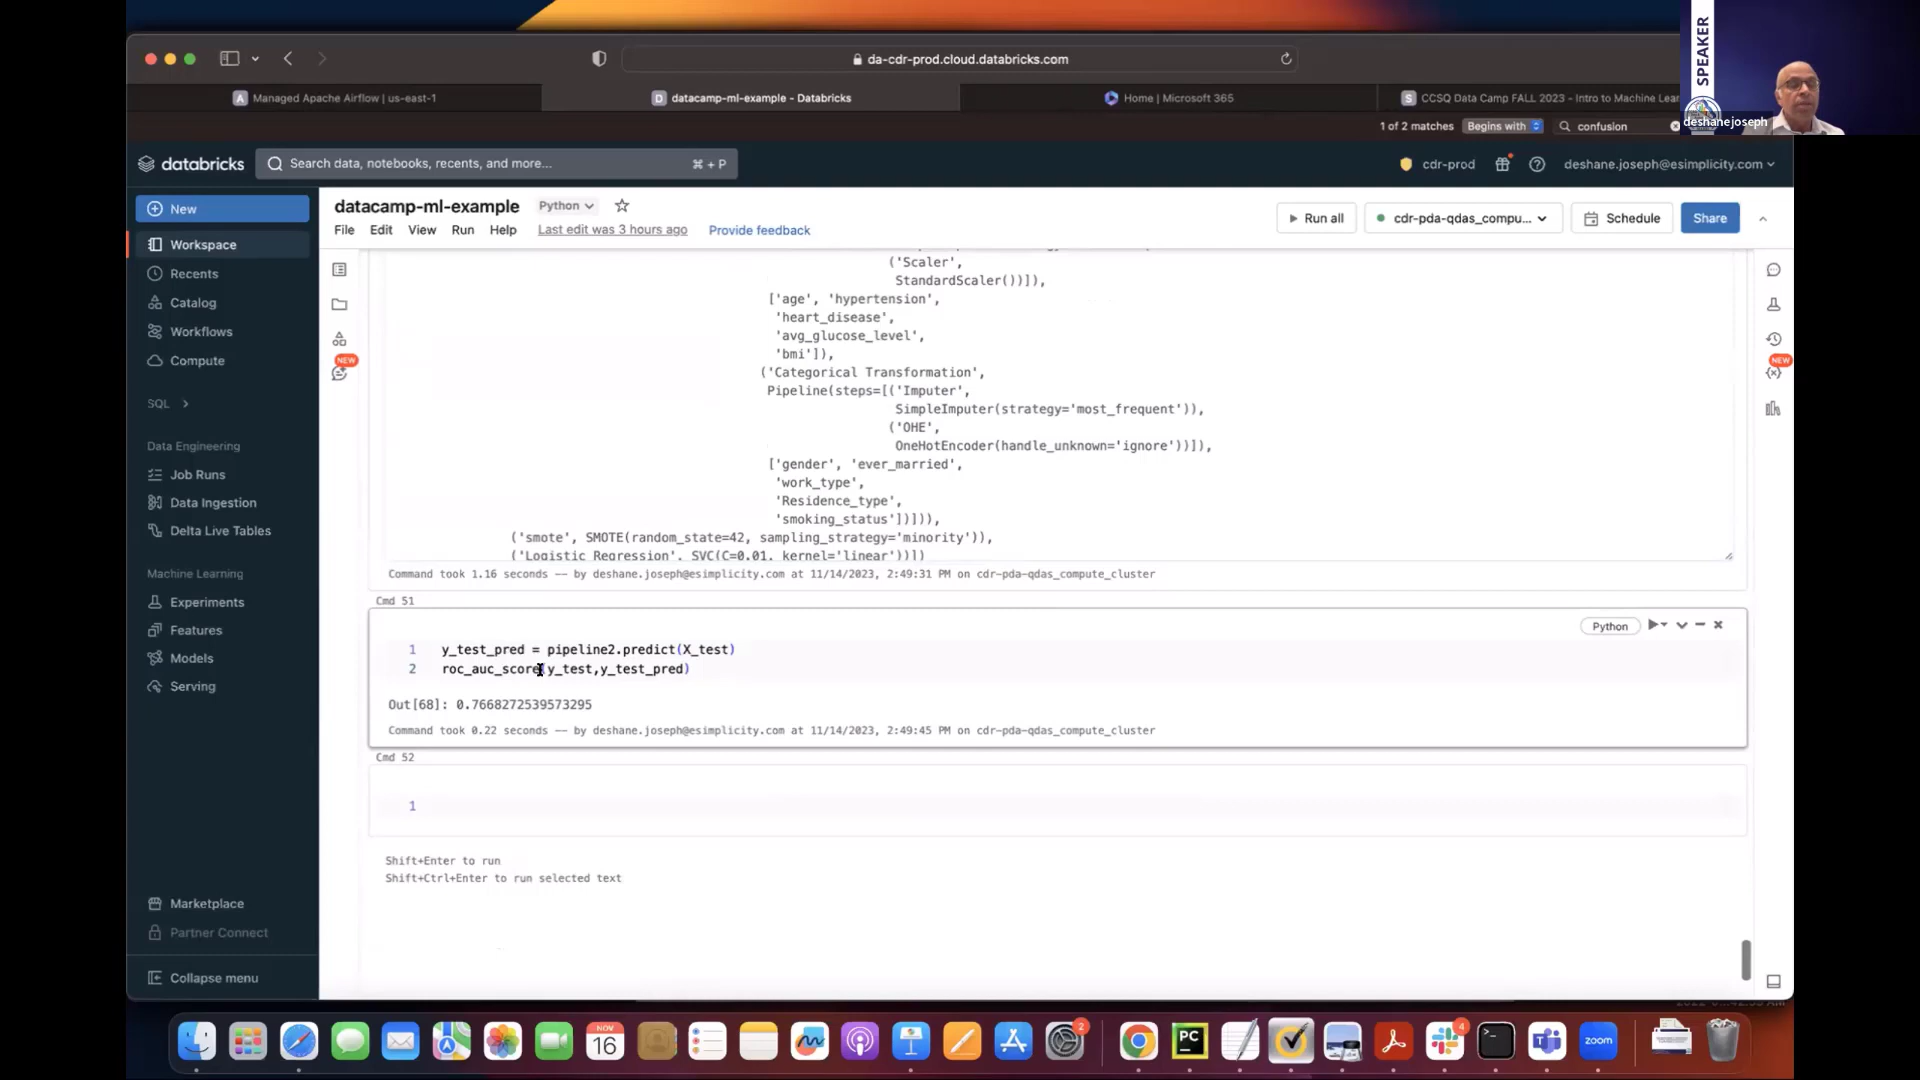 da-cdr-prod.cloud.databricks.com
SPEAKER
deshanejoseph
Managed Apache Airflow | us-east-1
datacamp-ml-example - Databricks
Home | Microsoft 365
CCSQ Data Camp FALL 2023 - Intro to Machine Lear
1 of 2 matches
Begins with
confusion
databricks
Search data, notebooks, recents, and more...
⌘ + P
cdr-prod
deshane.joseph@esimplicity.com
New
Workspace
Recents
Catalog
Workflows
Compute
SQL
Data Engineering
Job Runs
Data Ingestion
Delta Live Tables
Machine Learning
Experiments
Features
Models
Serving
Marketplace
Partner Connect
Collapse menu
datacamp-ml-example
Python
File Edit View Run Help
Last edit was 3 hours ago
Provide feedback
Run all
cdr-pda-qdas_compu...
Schedule
Share
NEW
NEW
('Scaler',
StandardScaler())]),
['age', 'hypertension',
'heart_disease',
'avg_glucose_level',
'bmi']),
('Categorical Transformation',
Pipeline(steps=[('Imputer',
SimpleImputer(strategy='most_frequent')),
('OHE',
OneHotEncoder(handle_unknown='ignore'))]),
['gender', 'ever_married',
'work_type',
'Residence_type',
'smoking_status'])])),
('smote', SMOTE(random_state=42, sampling_strategy='minority')),
('Logistic Regression', SVC(C=0.01, kernel='linear'))])
Command took 1.16 seconds -- by deshane.joseph@esimplicity.com at 11/14/2023, 2:49:31 PM on cdr-pda-qdas_compute_cluster
Cmd 51
Python
1 y_test_pred = pipeline2.predict(X_test)
2 roc_auc_score(y_test,y_test_pred)
Out[68]: 0.7668272539573295
Command took 0.22 seconds -- by deshane.joseph@esimplicity.com at 11/14/2023, 2:49:45 PM on cdr-pda-qdas_compute_cluster
Cmd 52
1
Shift+Enter to run
Shift+Ctrl+Enter to run selected text
NOV
16
2
PC
4
zoom